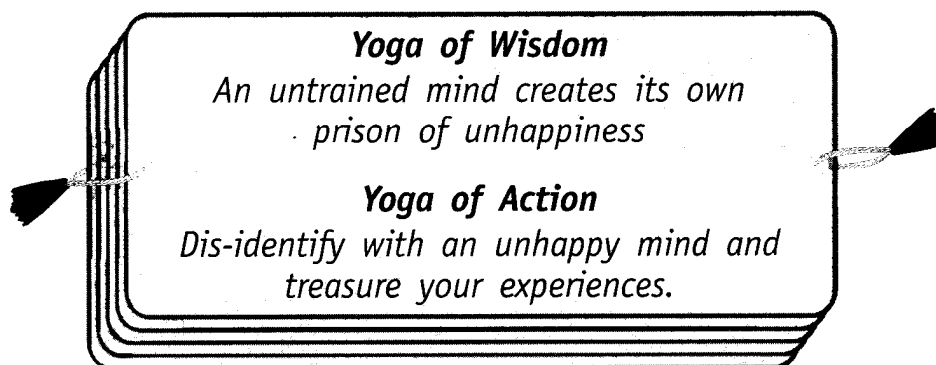 Yoga of Wisdom
An untrained mind creates its own
prison of unhappiness
Yoga of Action
Dis-identify with an unhappy mind and
treasure your experiences.